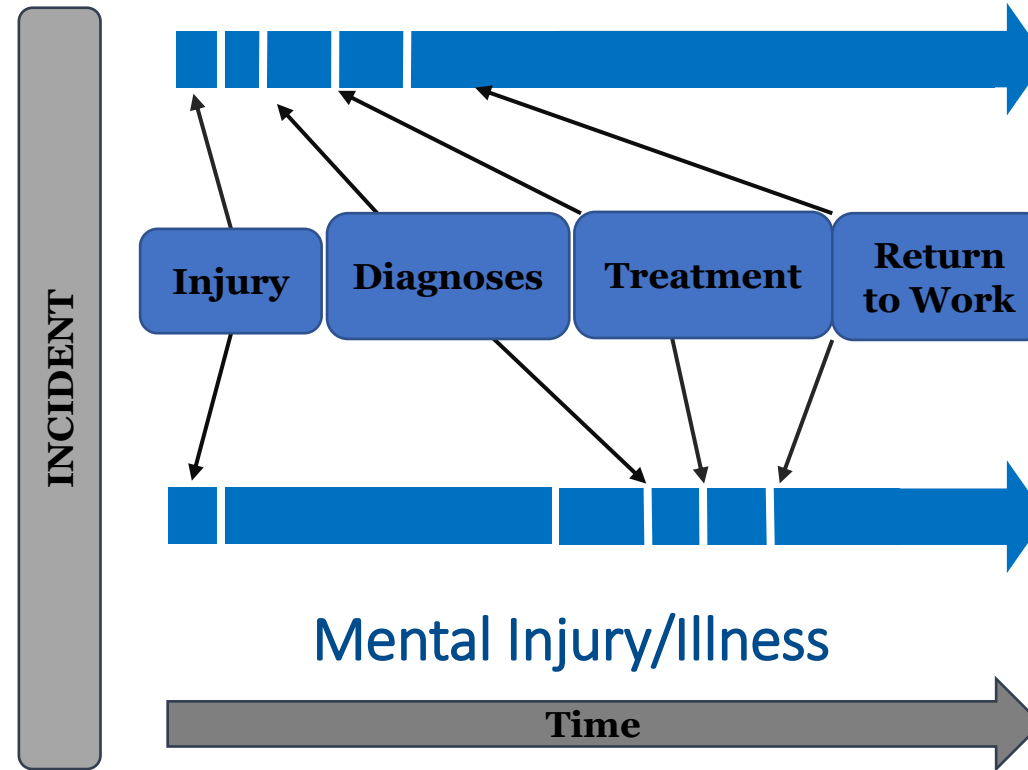 INCIDENT
Injury
Diagnoses
Treatment
Return
to Work
Mental Injury/Illness
Time